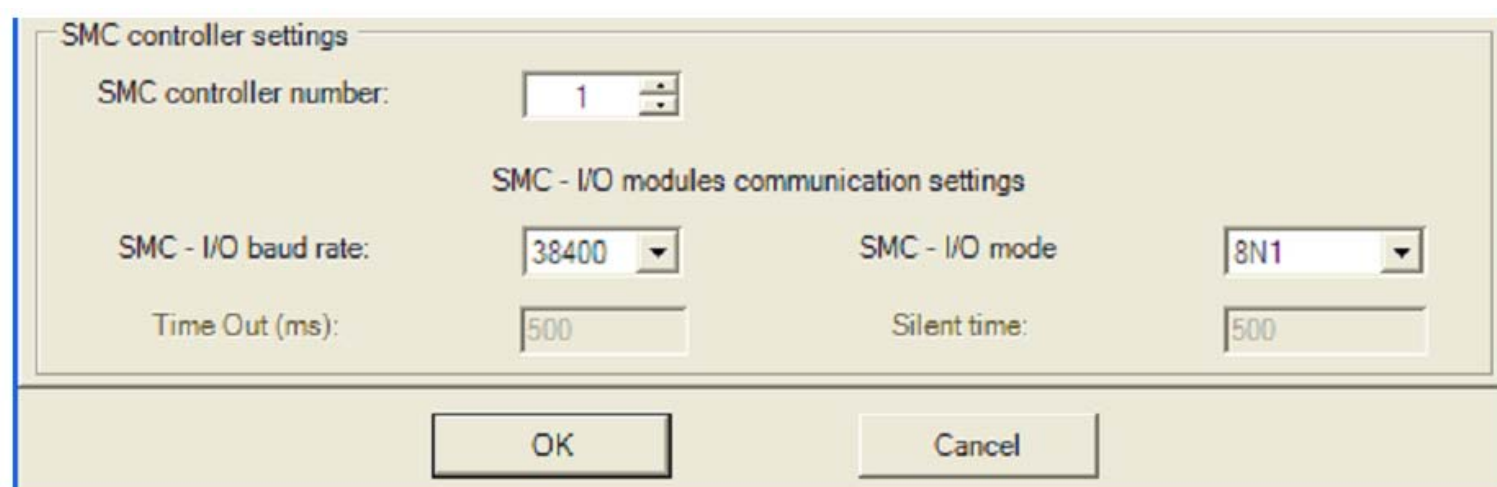 SMC controller settings
SMC controller number: 1
SMC - I/O modules communication settings
SMC - I/O baud rate: 38400 SMC - I/O mode 8N1
Time Out (ms): 500 Silent time: 500
OK Cancel